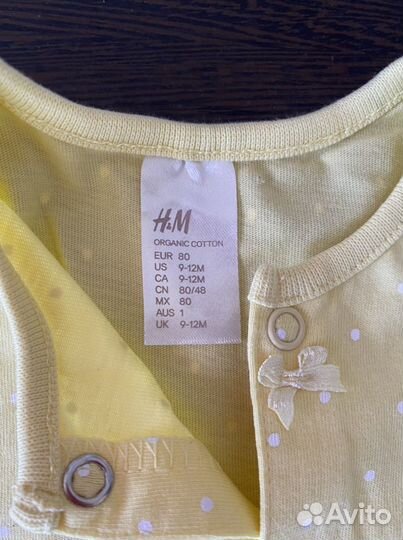 H&M
ORGANIC COTTON
EUR 80
US 9-12M
CA 9-12M
CN 80/48
MX 80
AUS 1
UK 9-12M
Avito